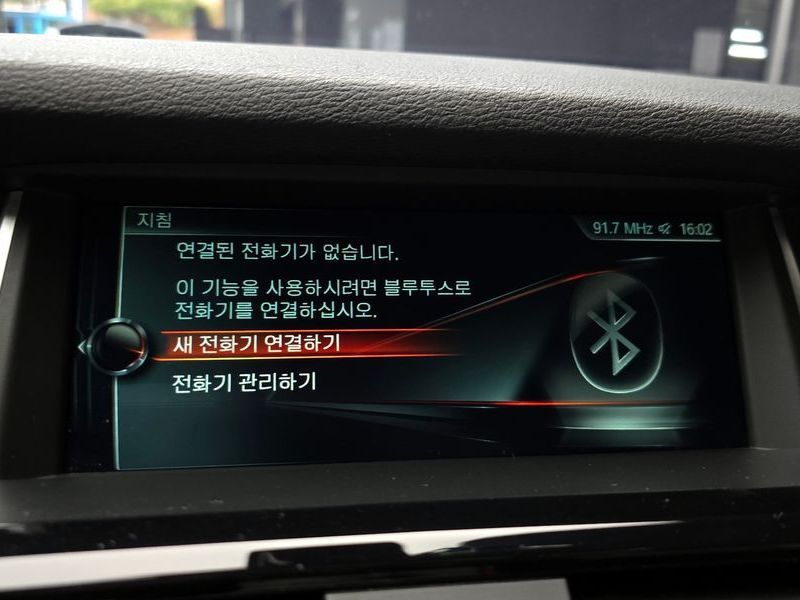 지침
91.7 MHz 16:02
연결된 전화기가 없습니다.
이 기능을 사용하시려면 블루투스로
전화기를 연결하십시오.
새 전화기 연결하기
전화기 관리하기